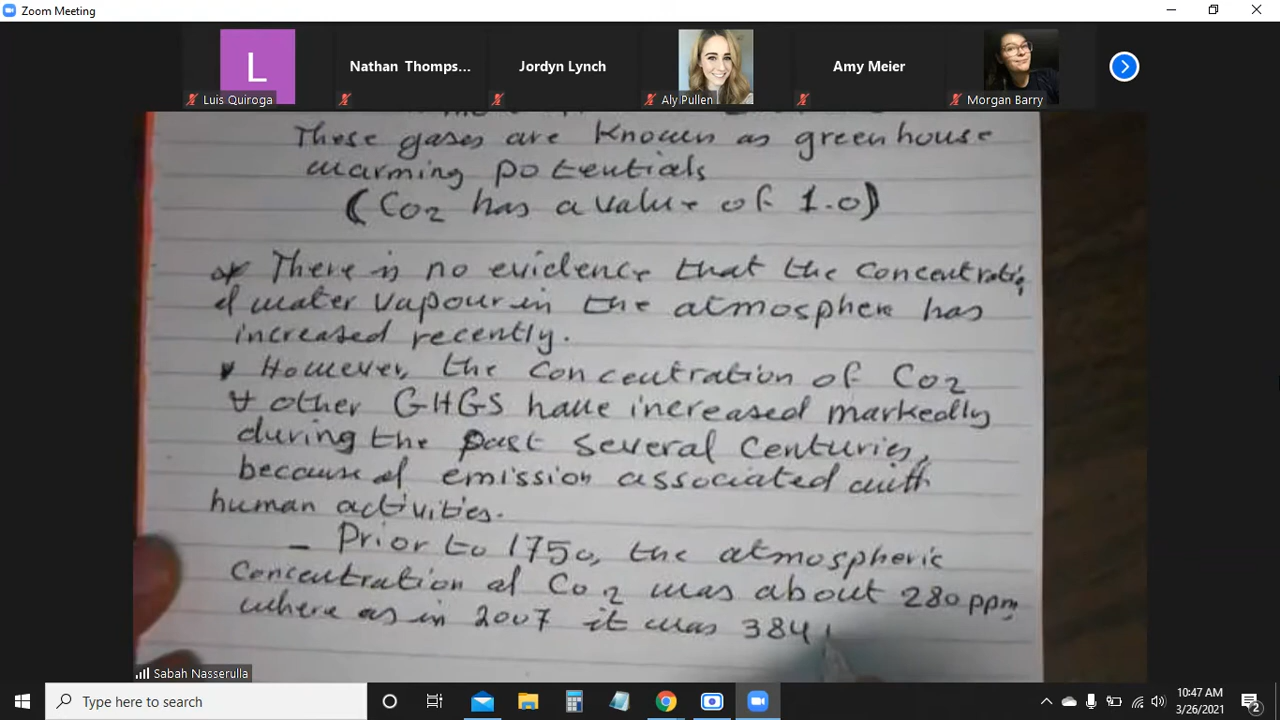 Zoom Meeting
L
Luis Quiroga
Nathan Thomps...
Jordyn Lynch
Aly Pullen
Amy Meier
Morgan Barry
These gases are known as greenhouse
warming potentials
(CO2 has a value of 1.0)
* There is no evidence that the concentration
of water vapour in the atmosphere has
increased recently.
However, the concentration of CO2
& other GHGS have increased markedly
during the past several centuries,
because of emission associated with
human activities.
- Prior to 1750, the atmospheric
concentration of CO2 was about 280 ppm,
where as in 2007 it was 384
Sabah Nasserulla
Type here to search
10:47 AM
3/26/2021
2